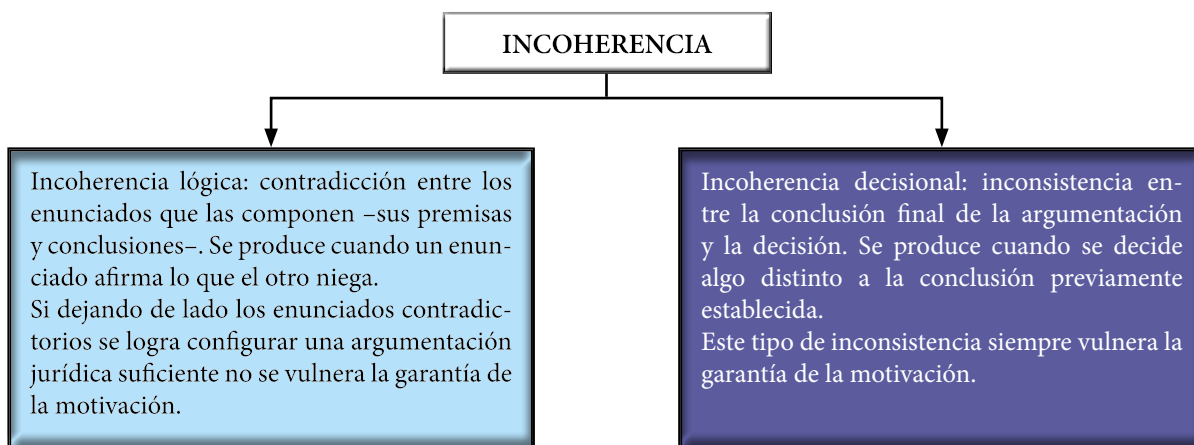 INCOHERENCIA
Incoherencia lógica: contradicción entre los
enunciados que las componen –sus premisas
y conclusiones–. Se produce cuando un enun-
ciado afirma lo que el otro niega.
Si dejando de lado los enunciados contradic-
torios se logra configurar una argumentación
jurídica suficiente no se vulnera la garantía de
la motivación.
Incoherencia decisional: inconsistencia en-
tre la conclusión final de la argumentación
y la decisión. Se produce cuando se decide
algo distinto a la conclusión previamente
establecida.
Este tipo de inconsistencia siempre vulnera la
garantía de la motivación.